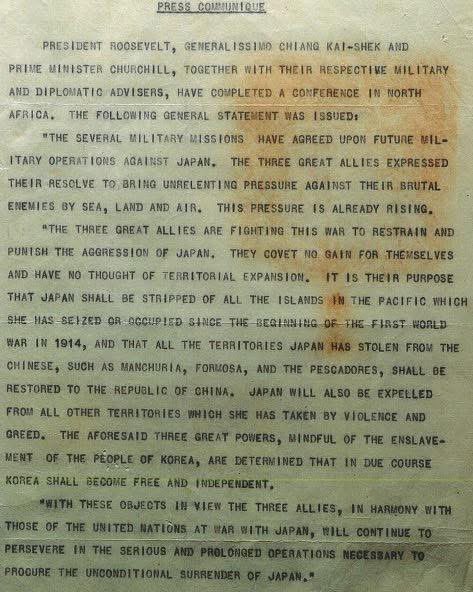 PRESS COMMUNIQUE
PRESIDENT ROOSEVELT, GENERALISSIMO CHIANG KAI-SHEK AND
PRIME MINISTER CHURCHILL, TOGETHER WITH THEIR RESPECTIVE MILITARY
AND DIPLOMATIC ADVISERS, HAVE COMPLETED A CONFERENCE IN NORTH
AFRICA. THE FOLLOWING GENERAL STATEMENT WAS ISSUED:
"THE SEVERAL MILITARY MISSIONS HAVE AGREED UPON FUTURE MIL-
ITARY OPERATIONS AGAINST JAPAN. THE THREE GREAT ALLIES EXPRESSED
THEIR RESOLVE TO BRING UNRELENTING PRESSURE AGAINST THEIR BRUTAL
ENEMIES BY SEA, LAND AND AIR. THIS PRESSURE IS ALREADY RISING.
"THE THREE GREAT ALLIES ARE FIGHTING THIS WAR TO RESTRAIN AND
PUNISH THE AGGRESSION OF JAPAN. THEY COVET NO GAIN FOR THEMSELVES
AND HAVE NO THOUGHT OF TERRITORIAL EXPANSION. IT IS THEIR PURPOSE
THAT JAPAN SHALL BE STRIPPED OF ALL THE ISLANDS IN THE PACIFIC WHICH
SHE HAS SEIZED OR OCCUPIED SINCE THE BEGINNING OF THE FIRST WORLD
WAR IN 1914, AND THAT ALL THE TERRITORIES JAPAN HAS STOLEN FROM THE
CHINESE, SUCH AS MANCHURIA, FORMOSA, AND THE PESCADORES, SHALL BE
RESTORED TO THE REPUBLIC OF CHINA. JAPAN WILL ALSO BE EXPELLED
FROM ALL OTHER TERRITORIES WHICH SHE HAS TAKEN BY VIOLENCE AND
GREED. THE AFORESAID THREE GREAT POWERS, MINDFUL OF THE ENSLAVE-
MENT OF THE PEOPLE OF KOREA, ARE DETERMINED THAT IN DUE COURSE
KOREA SHALL BECOME FREE AND INDEPENDENT.
"WITH THESE OBJECTS IN VIEW THE THREE ALLIES, IN HARMONY WITH
THOSE OF THE UNITED NATIONS AT WAR WITH JAPAN, WILL CONTINUE TO
PERSEVERE IN THE SERIOUS AND PROLONGED OPERATIONS NECESSARY TO
PROCURE THE UNCONDITIONAL SURRENDER OF JAPAN."